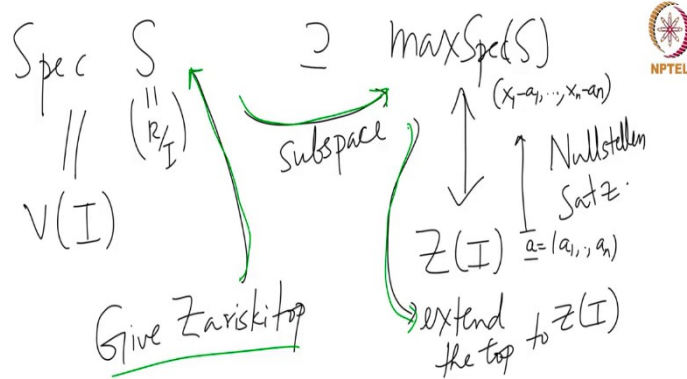 Spec S ⊇ maxSpec(S)
|| || (x₁-a₁,...,xₙ-aₙ)
(R/I) subspace Nullstellen
V(I) Satz.
Z(I) a=(a₁,..,aₙ)
Give Zariski top extend
the top to Z(I)
NPTEL